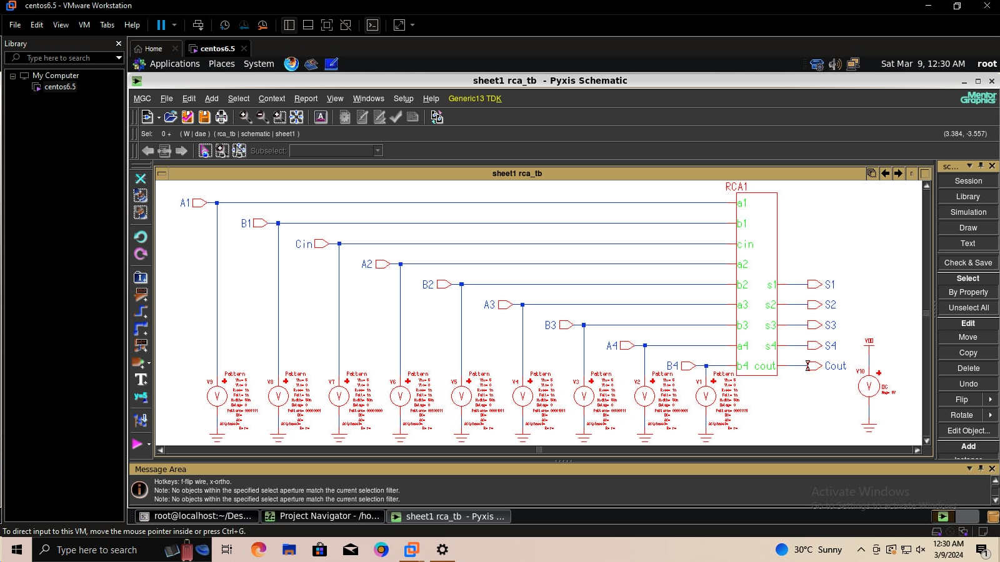 centos6.5 - VMware Workstation
File Edit View VM Tabs Help
Library
Type here to search
My Computer
centos6.5
Home
centos6.5
Applications Places System
Sat Mar 9, 12:30 AM root
sheet1 rca_tb - Pyxis Schematic
MGC File Edit Add Select Context Report View Windows Setup Help Generic13 TDK
Mentor Graphics
Sel: 0 + ( W | dae ) ( rca_tb | schematic | sheet1 )
(3.384, -3.557)
Subselect:
sheet1 rca_tb
RCA1
A1 a1
B1 b1
Cin cin
A2 a2
B2 b2 s1 S1
A3 a3 s2 S2
B3 b3 s3 S3
A4 a4 s4 S4
B4 b4 cout Cout
VDD
V10
V
DC
Mag= 5V
Pattern Pattern Pattern Pattern Pattern Pattern Pattern Pattern Pattern
V9 V8 V7 V6 V5 V4 V3 V2 V1
V V V V V V V V V
sc...
Session
Library
Simulation
Draw
Text
Check & Save
Select
By Property
Unselect All
Edit
Move
Copy
Delete
Undo
Flip
Rotate
Edit Object...
Add
Message Area
Hotkeys: f-flip wire, x-ortho.
Note: No objects within the specified select aperture match the current selection filter.
Note: No objects within the specified select aperture match the current selection filter.
Activate Windows
Go to Settings to activate Windows.
root@localhost:~/Des...
Project Navigator - /ho...
sheet1 rca_tb - Pyxis ...
To direct input to this VM, move the mouse pointer inside or press Ctrl+G.
Type here to search
30°C Sunny
12:30 AM
3/9/2024
1